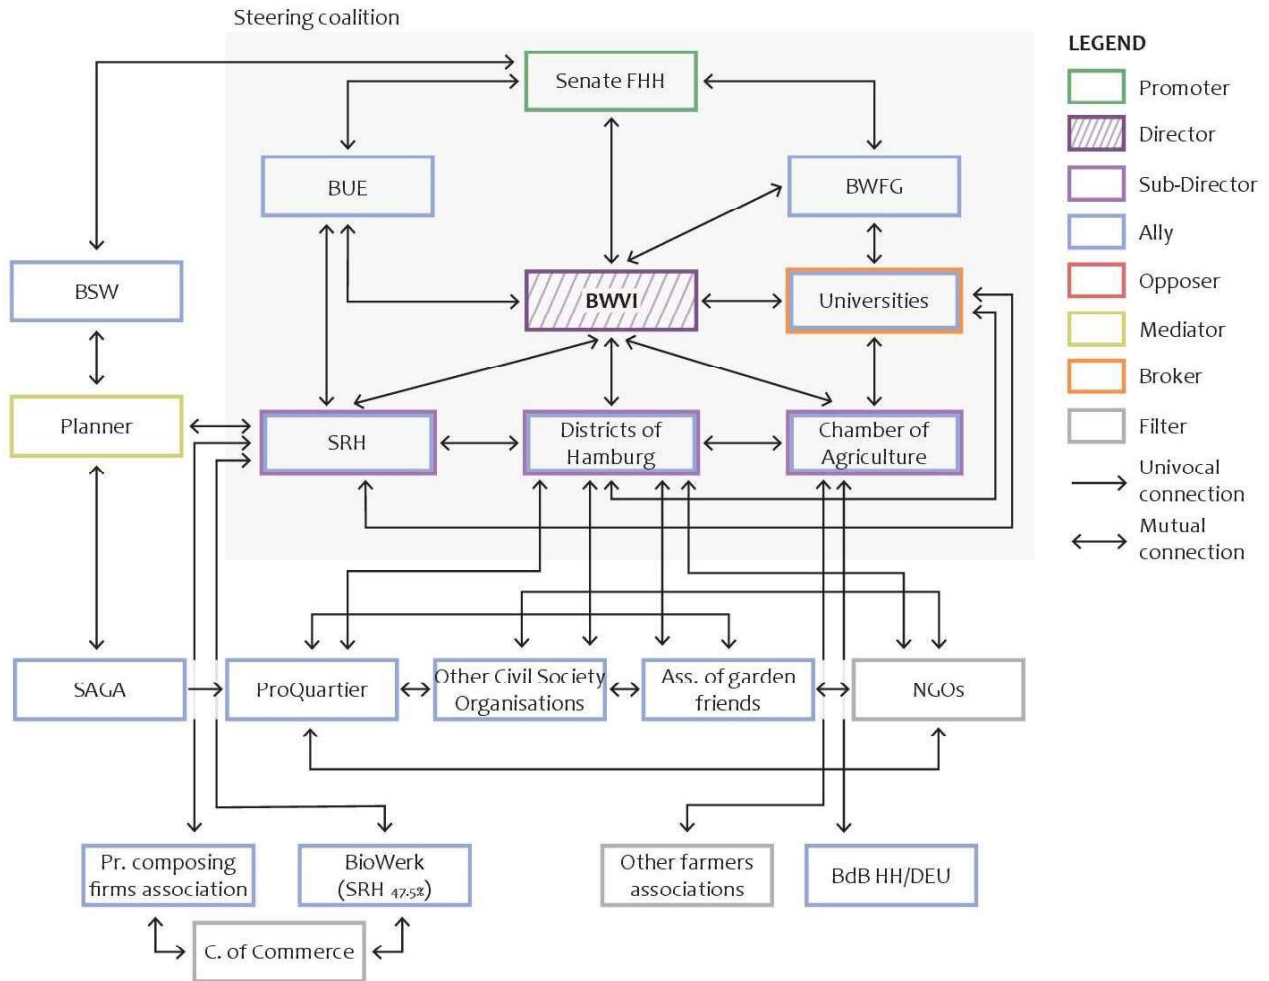 Steering coalition
Senate FHH
BUE
BWFG
BSW
BWVI
Universities
Planner
SRH
Districts of
Hamburg
Chamber of
Agriculture
SAGA
ProQuartier
Other Civil Society
Organisations
Ass. of garden
friends
NGOs
Pr. composing
firms association
BioWerk
(SRH 47.5%)
Other farmers
associations
BdB HH/DEU
C. of Commerce
LEGEND
Promoter
Director
Sub-Director
Ally
Opposer
Mediator
Broker
Filter
Univocal
connection
Mutual
connection